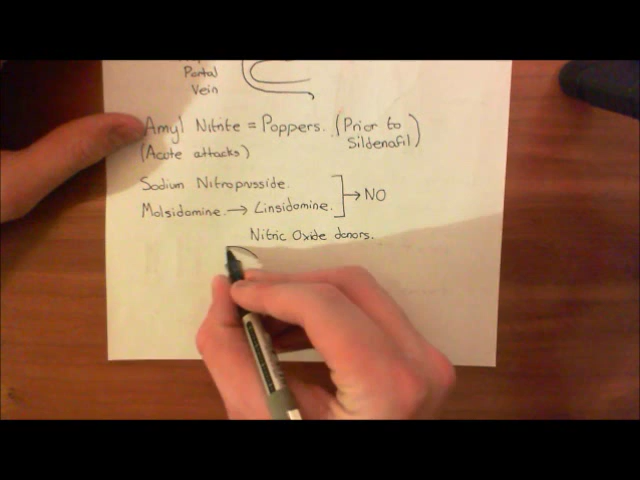 Portal
Vein
Amyl Nitrite = Poppers. (Prior to Sildenafil)
(Acute attacks)
Sodium Nitroprusside.
Molsidomine → Linsidomine. → NO
Nitric Oxide donors.